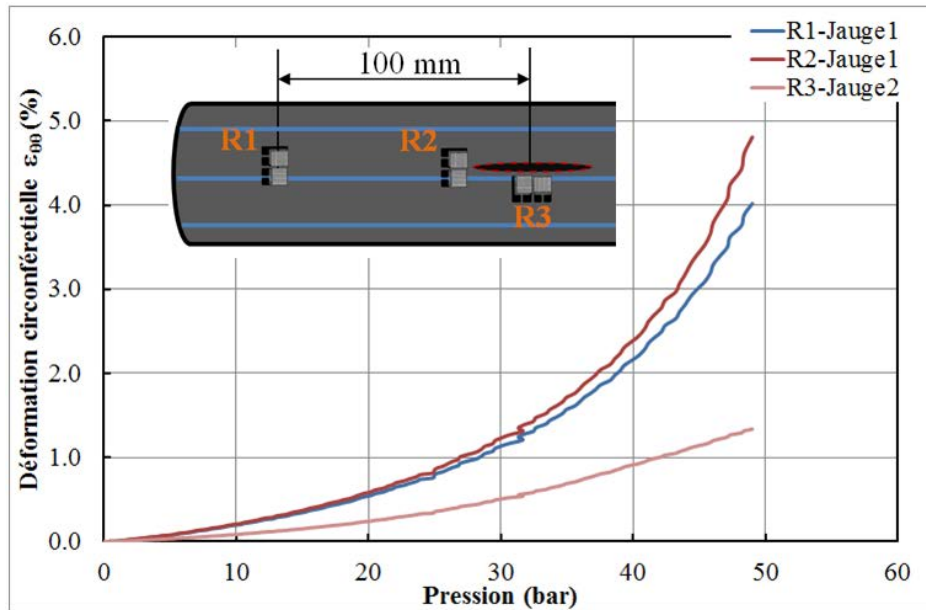 6.0
5.0
4.0
3.0
2.0
1.0
0.0
Déformation circonféretielle εθθ (%)
100 mm
R1
R2
R3
R1-Jauge1
R2-Jauge1
R3-Jauge2
0
10
20
30
40
50
60
Pression (bar)